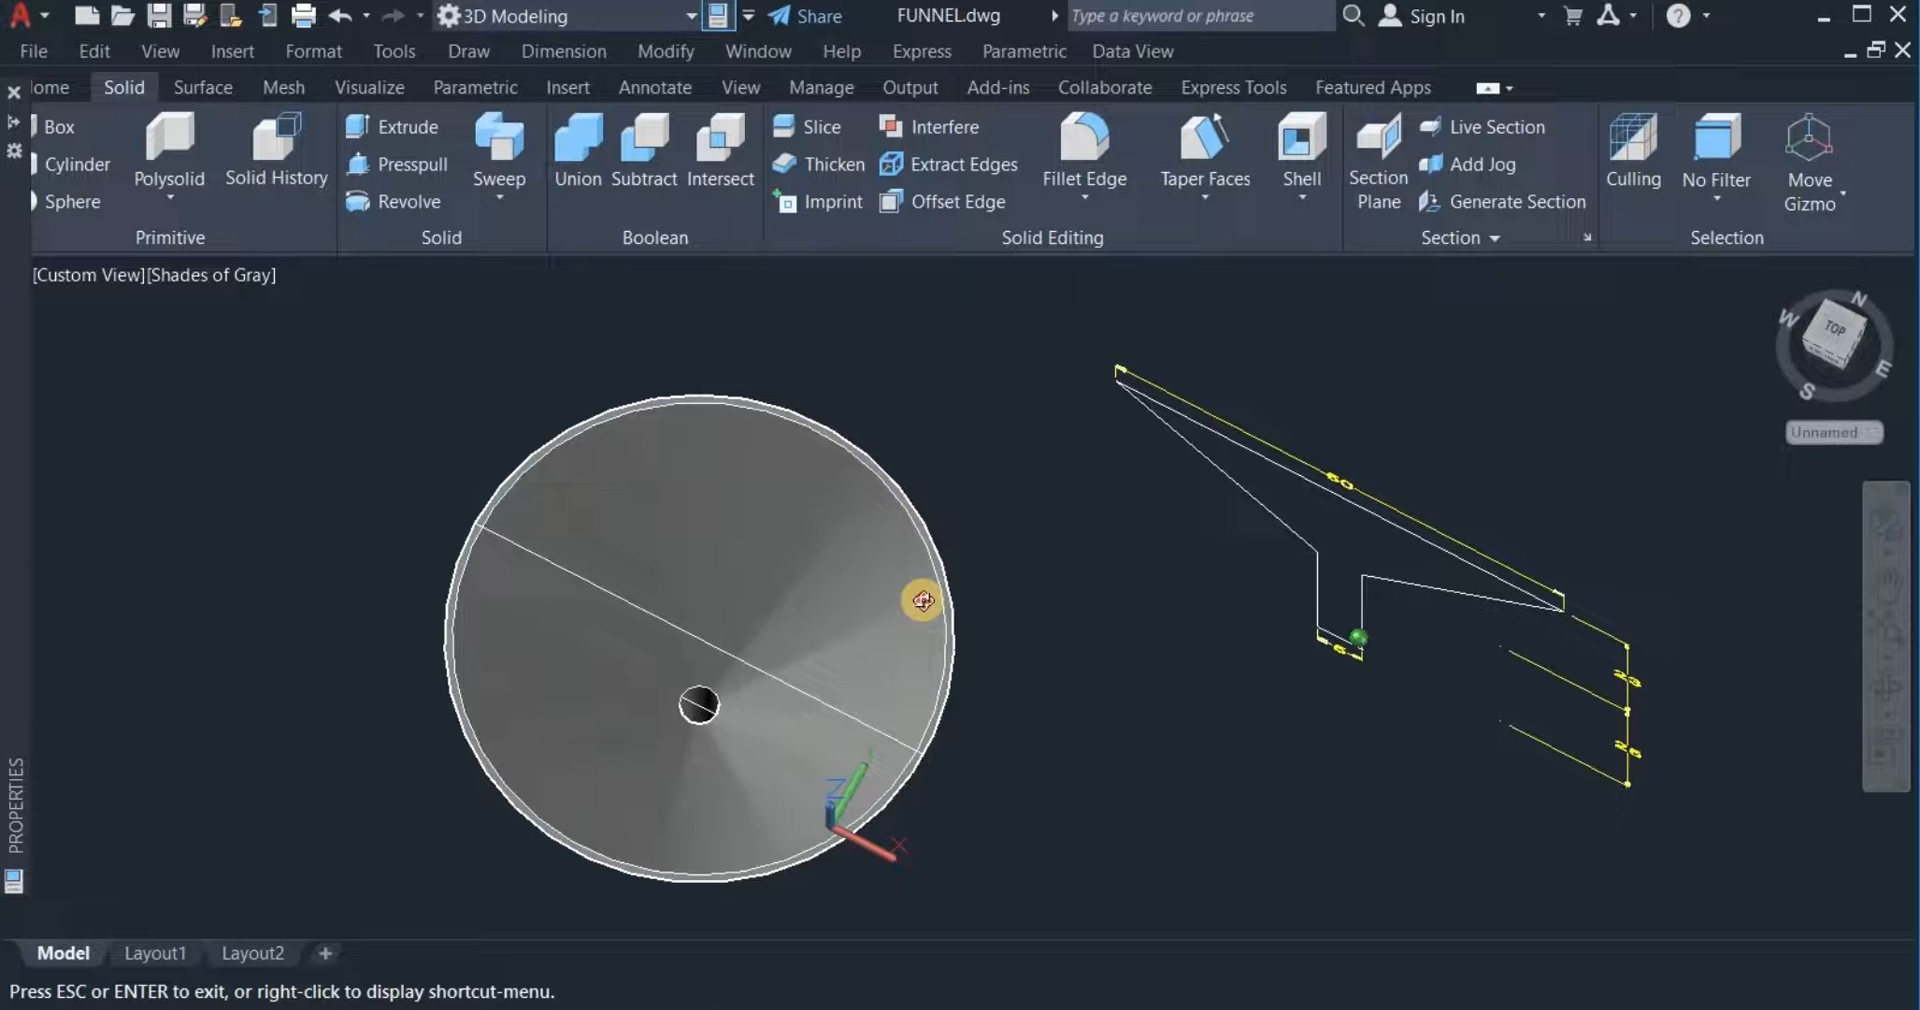 3D Modeling Share FUNNEL.dwg Type a keyword or phrase Sign In
File Edit View Insert Format Tools Draw Dimension Modify Window Help Express Parametric Data View
ome Solid Surface Mesh Visualize Parametric Insert Annotate View Manage Output Add-ins Collaborate Express Tools Featured Apps
Box Extrude Slice Interfere Live Section
Cylinder Presspull Thicken Extract Edges Add Jog
Polysolid Solid History Sweep Union Subtract Intersect Fillet Edge Taper Faces Shell Section Plane Culling No Filter Move Gizmo
Sphere Revolve Imprint Offset Edge Generate Section
Primitive Solid Boolean Solid Editing Section Selection
[Custom View][Shades of Gray]
N
W TOP E
S
Unnamed
Z
X
PROPERTIES
Model Layout1 Layout2 +
Press ESC or ENTER to exit, or right-click to display shortcut-menu.